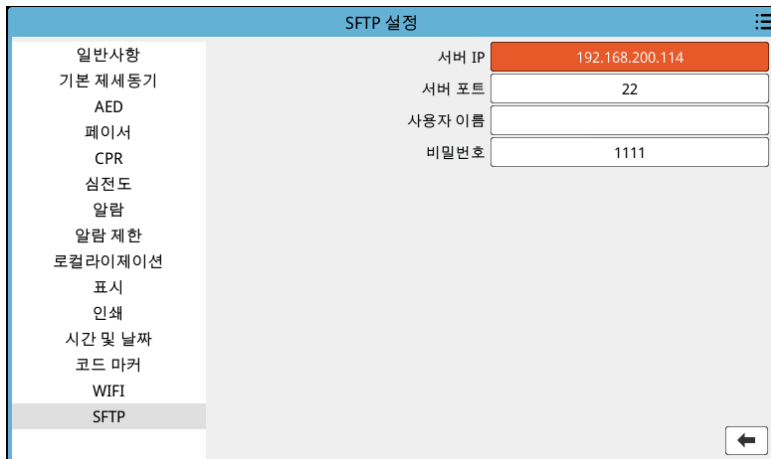 SFTP 설정
일반사항
기본 제세동기
AED
페이서
CPR
심전도
알람
알람 제한
로컬라이제이션
표시
인쇄
시간 및 날짜
코드 마커
WIFI
SFTP
서버 IP 192.168.200.114
서버 포트 22
사용자 이름
비밀번호 1111